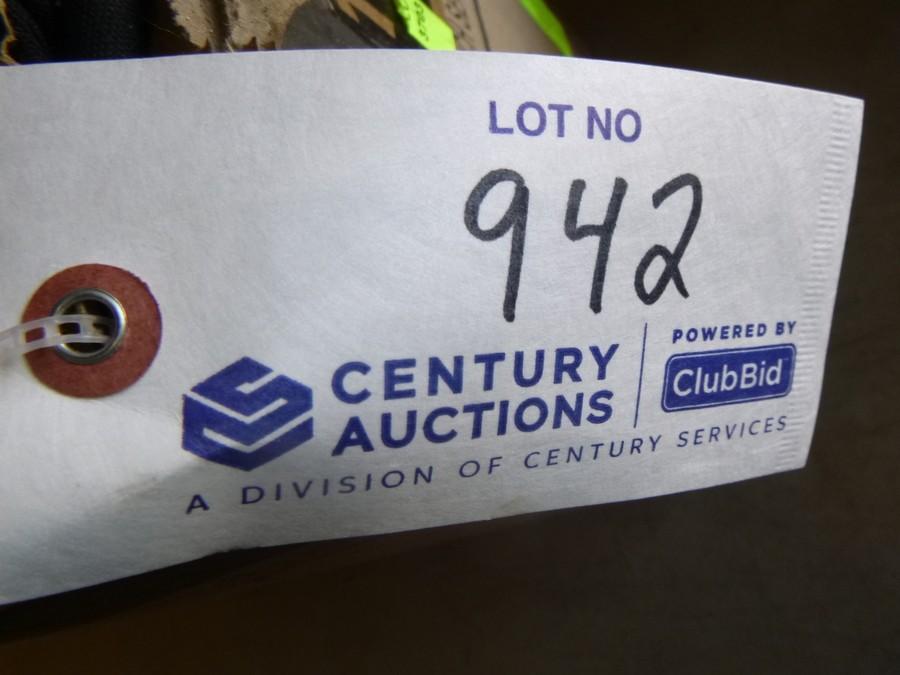 LOT NO
942
CENTURY
AUCTIONS
POWERED BY
ClubBid
A DIVISION OF CENTURY SERVICES